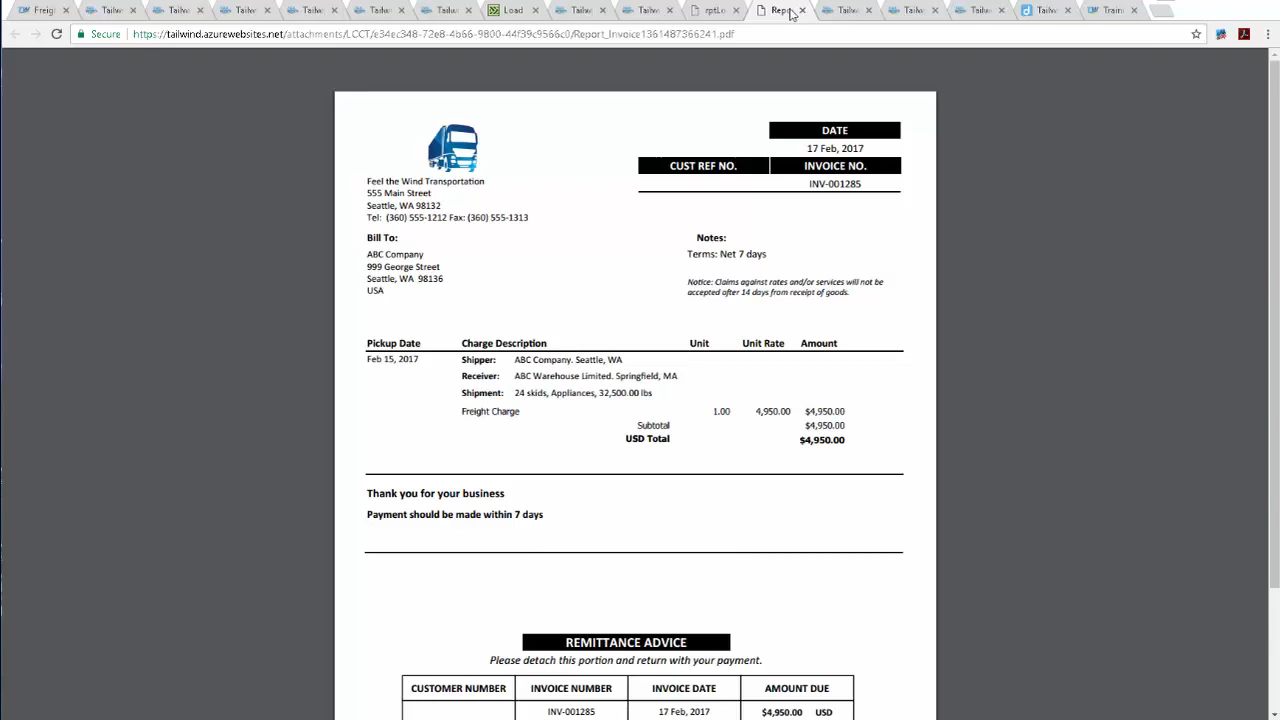 Freigh Tailw Tailw Tailw Tailw Tailw Tailw Load Tailw Tailw rptLo Repo Tailw Tailw Tailw Tailw Traini
Secure https://tailwind.azurewebsites.net/attachments/LCCT/e34ec348-72e8-4b66-9800-44f39c9566c0/Report_Invoice1361487366241.pdf
DATE
17 Feb, 2017
CUST REF NO. INVOICE NO.
INV-001285
Feel the Wind Transportation
555 Main Street
Seattle, WA 98132
Tel: (360) 555-1212 Fax: (360) 555-1313
Bill To:
ABC Company
999 George Street
Seattle, WA 98136
USA
Notes:
Terms: Net 7 days
Notice: Claims against rates and/or services will not be
accepted after 14 days from receipt of goods.
Pickup Date Charge Description Unit Unit Rate Amount
Feb 15, 2017 Shipper: ABC Company. Seattle, WA
Receiver: ABC Warehouse Limited. Springfield, MA
Shipment: 24 skids, Appliances, 32,500.00 lbs
Freight Charge 1.00 4,950.00 $4,950.00
Subtotal $4,950.00
USD Total $4,950.00
Thank you for your business
Payment should be made within 7 days
REMITTANCE ADVICE
Please detach this portion and return with your payment.
CUSTOMER NUMBER INVOICE NUMBER INVOICE DATE AMOUNT DUE
INV-001285 17 Feb, 2017 $4,950.00 USD